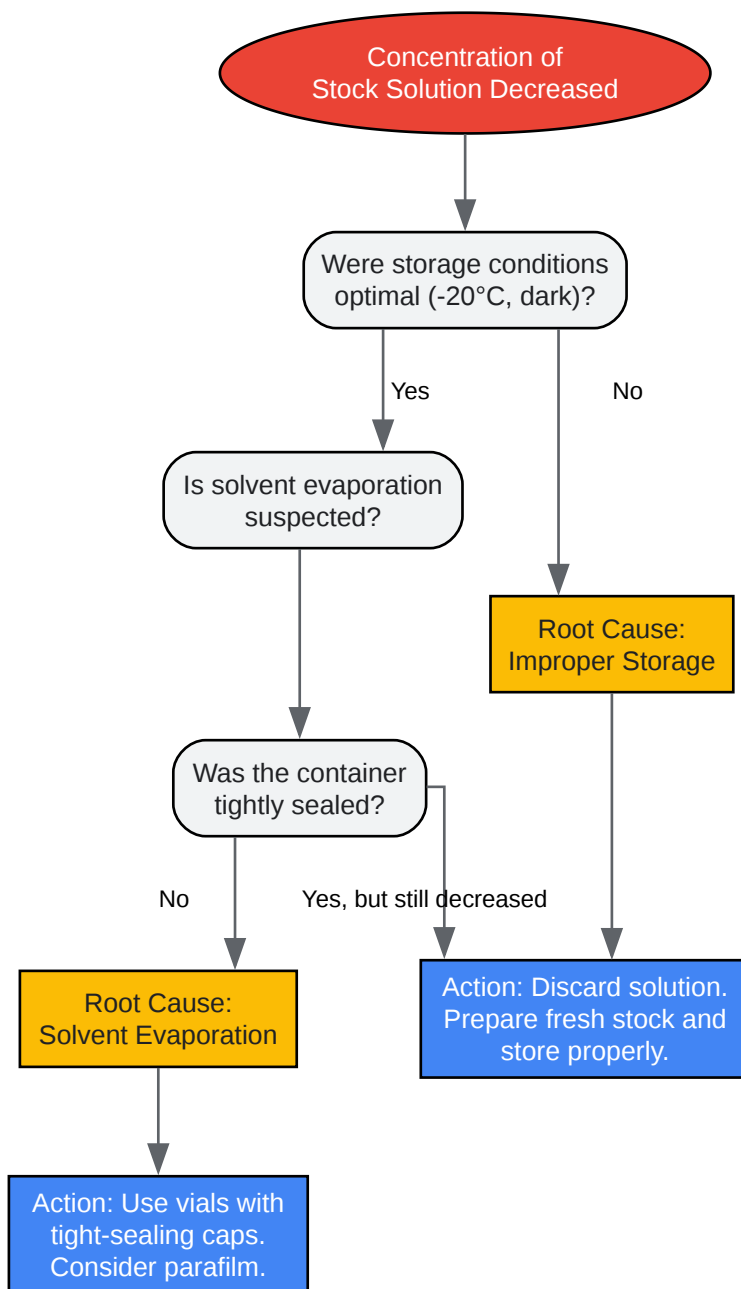 Concentration of
Stock Solution Decreased
Were storage conditions
optimal (-20°C, dark)?
Yes
No
Is solvent evaporation
suspected?
Root Cause:
Improper Storage
Was the container
tightly sealed?
No
Yes, but still decreased
Root Cause:
Solvent Evaporation
Action: Discard solution.
Prepare fresh stock and
store properly.
Action: Use vials with
tight-sealing caps.
Consider parafilm.